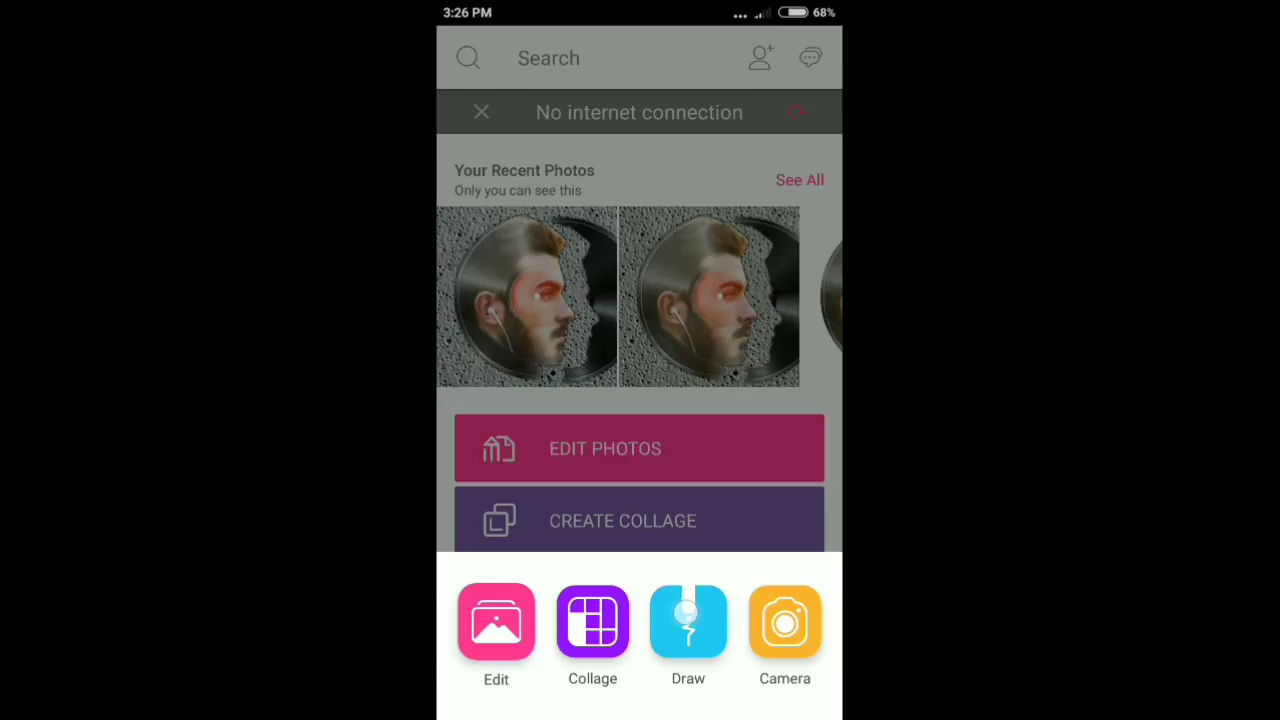 3:26 PM
68%
Search
No internet connection
Your Recent Photos
Only you can see this
See All
EDIT PHOTOS
CREATE COLLAGE
Edit
Collage
Draw
Camera